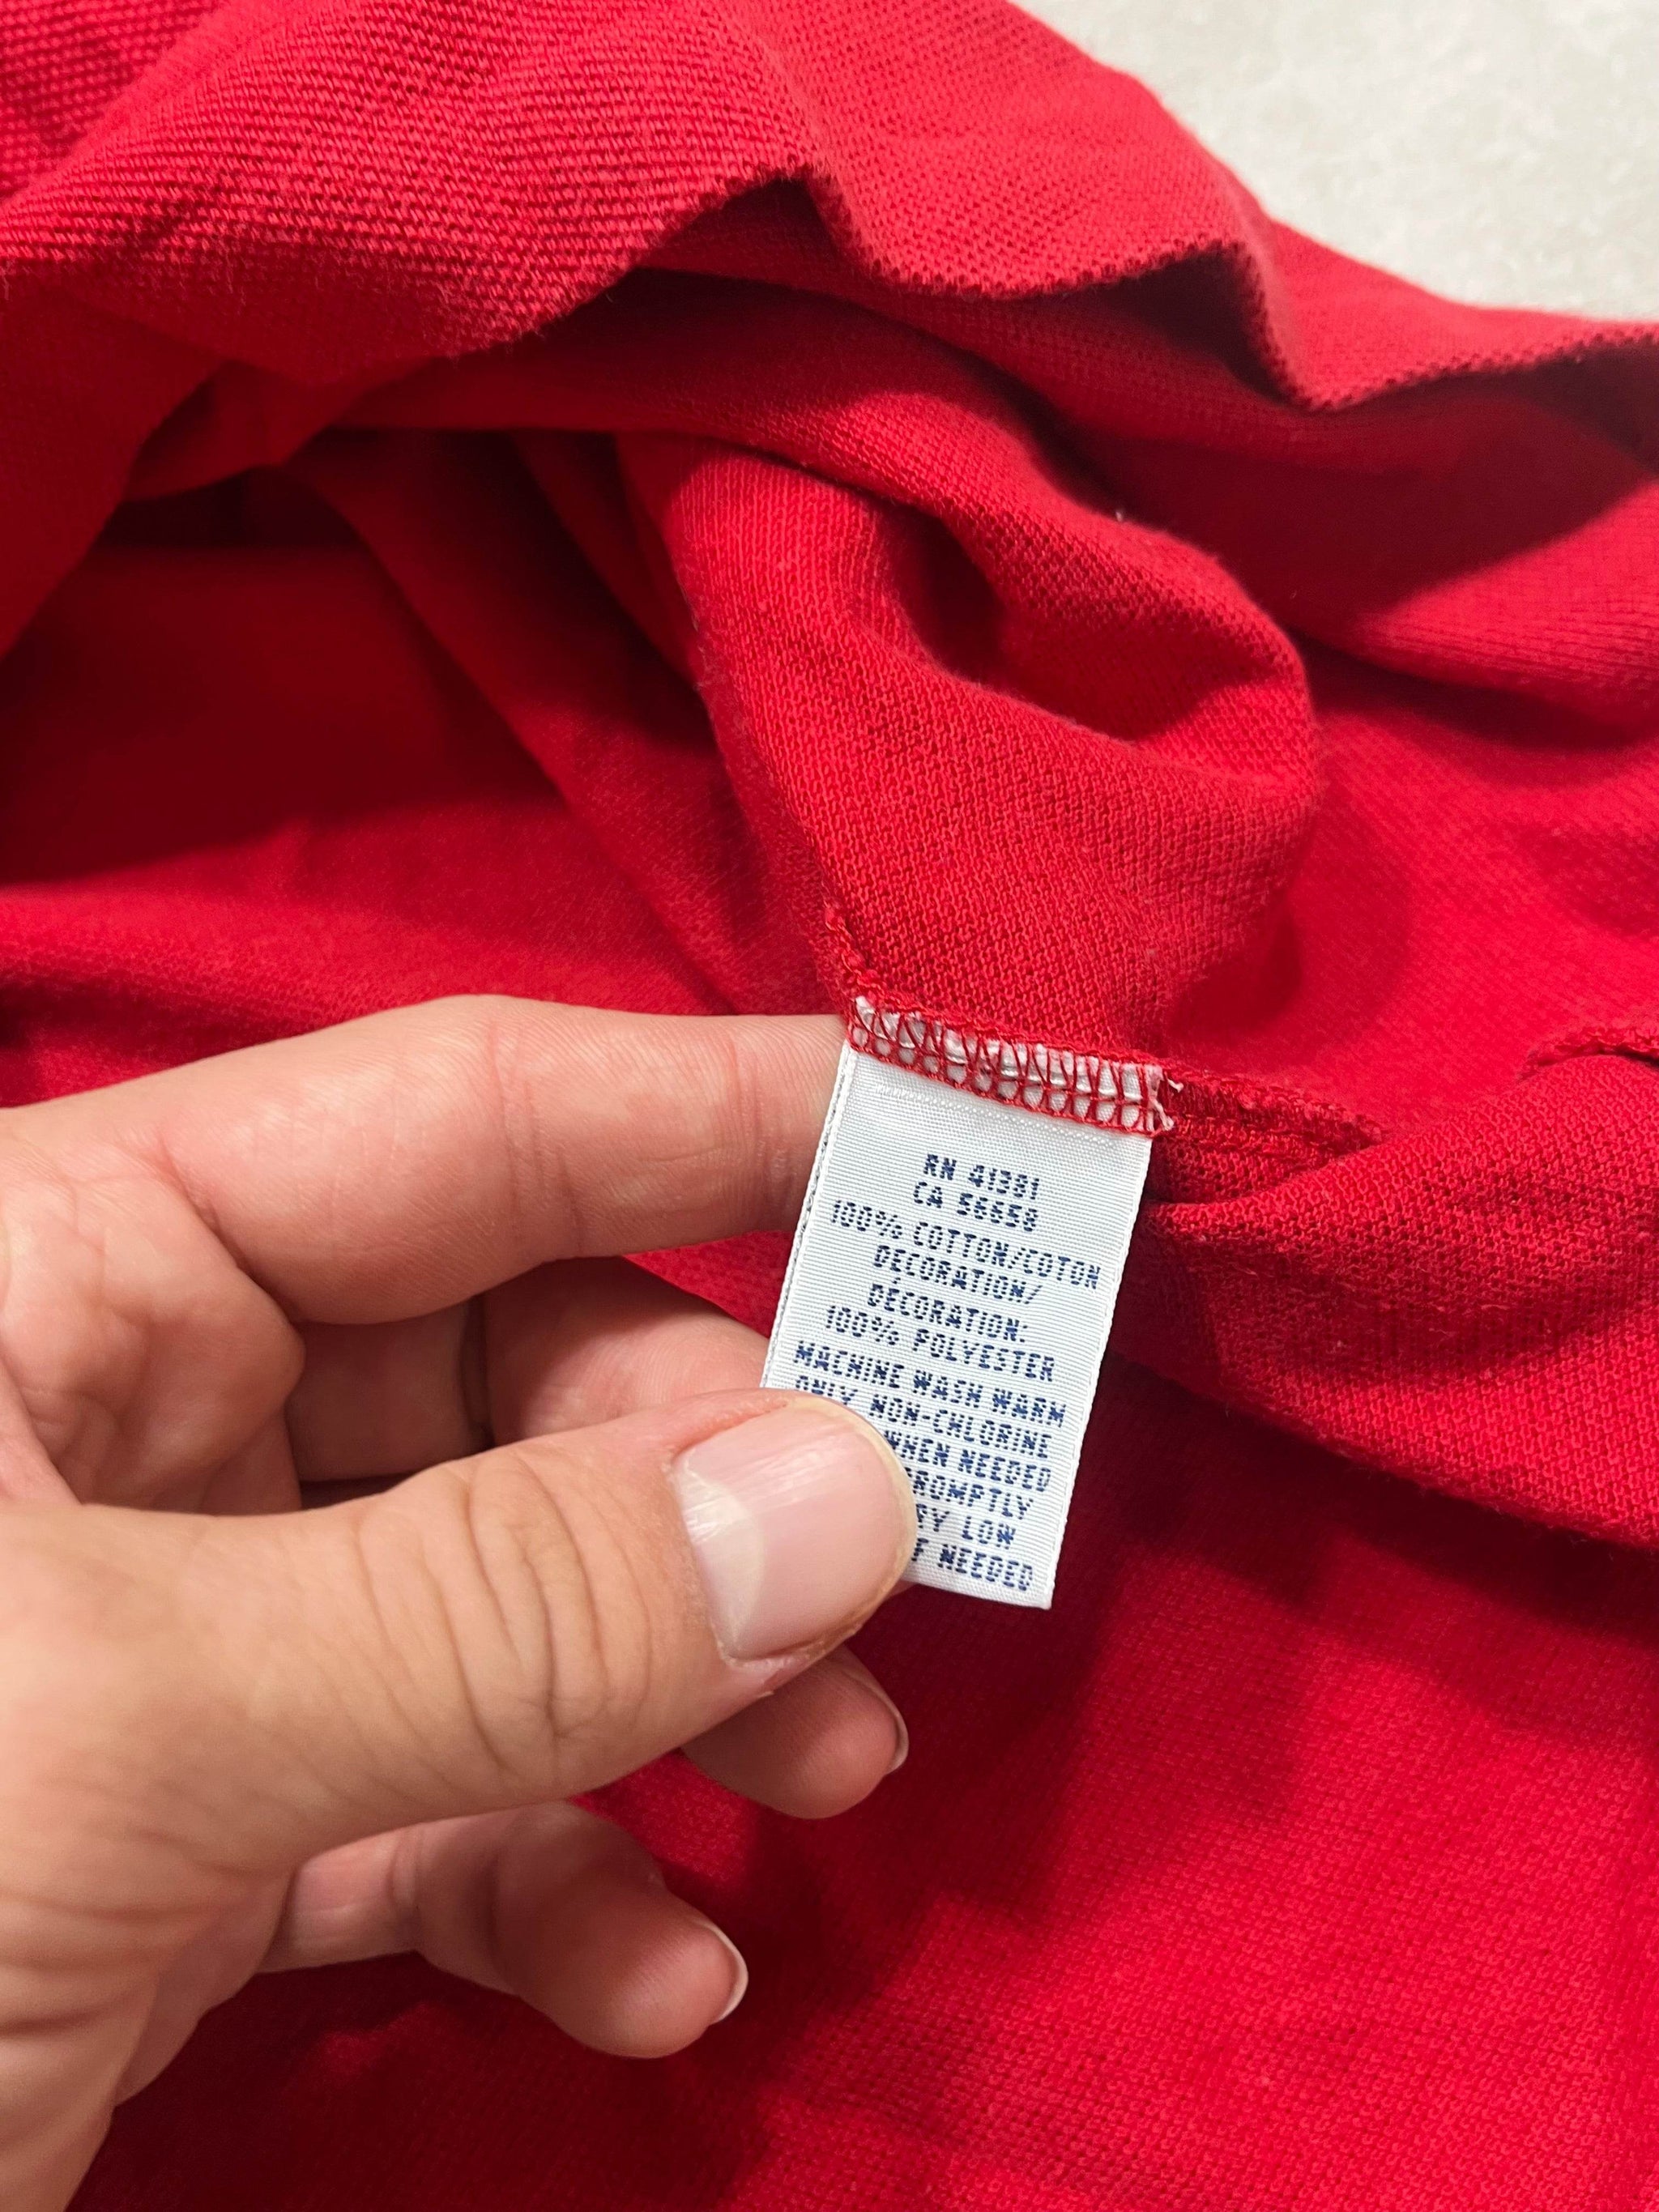 RN 41381
CA 56658
100% COTTON/COTON
DECORATION/
DÉCORATION:
100% POLYESTER
MACHINE WASH WARM
ONLY NON-CHLORINE
WHEN NEEDED
LOW
NEEDED